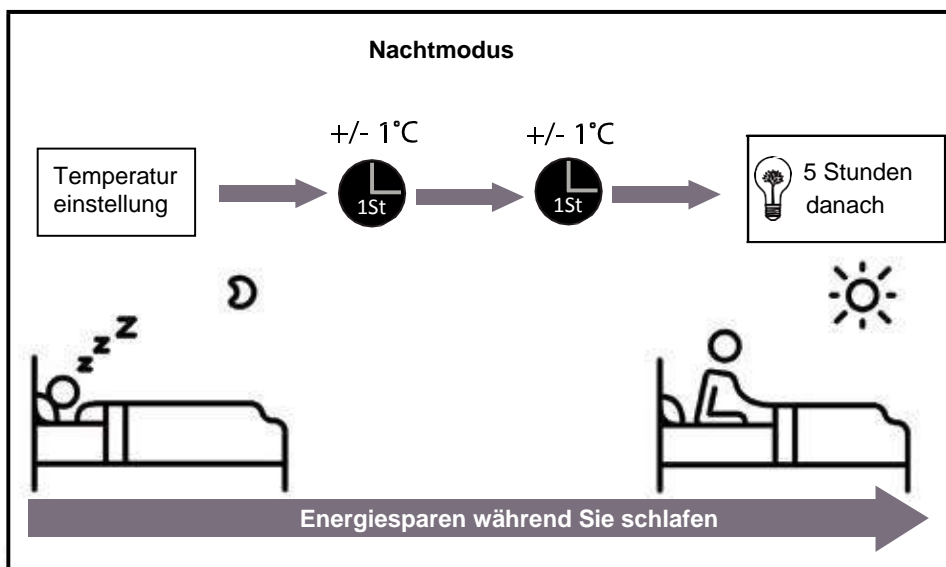 Nachtmodus
+/- 1°C
+/- 1°C
Temperatur
einstellung
1St
1St
5 Stunden
danach
z z Z
Energiesparen während Sie schlafen